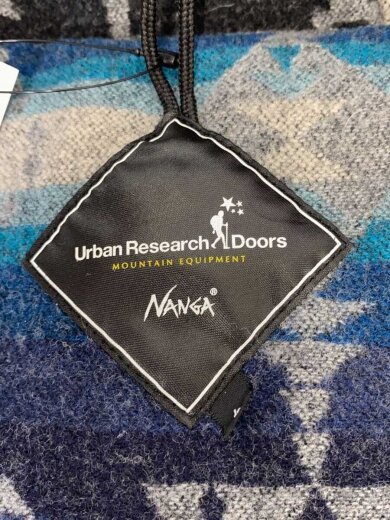 Urban Research Doors
MOUNTAIN EQUIPMENT
NANGA®